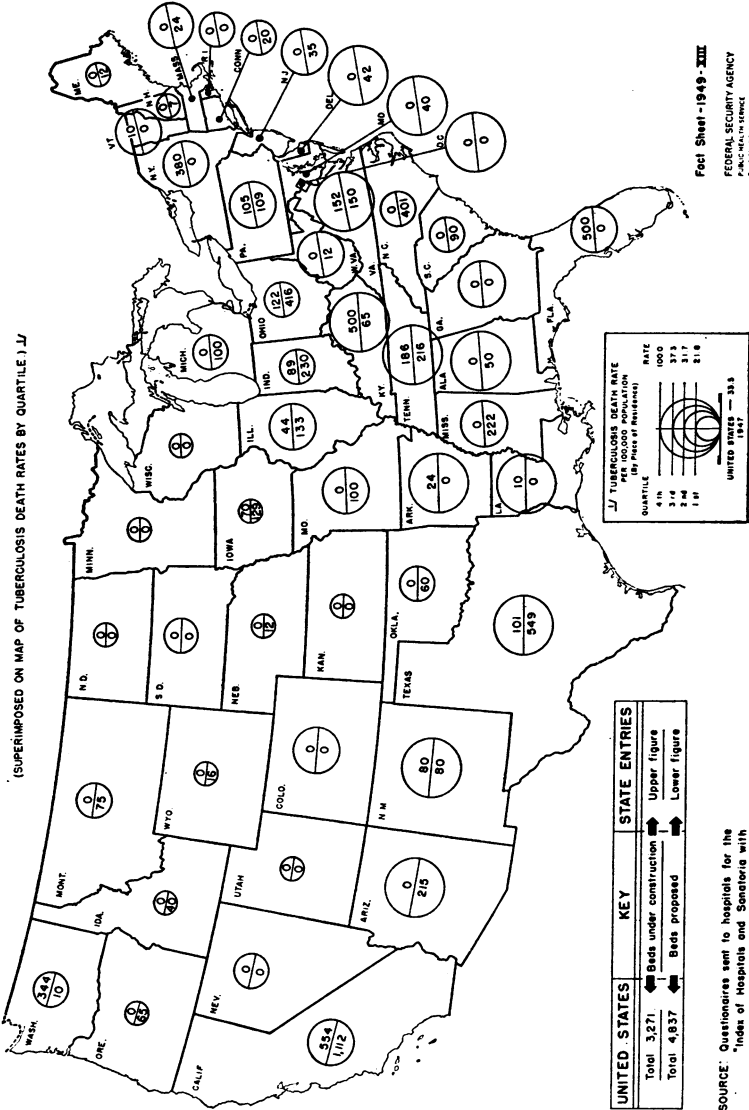 (SUPERIMPOSED ON MAP OF TUBERCULOSIS DEATH RATES BY QUARTILE.) 1/
WASH.
344
10
ORE.
0
65
CALIF
554
1,112
NEV.
0
0
IDA.
0
40
MONT.
0
75
WYO.
0
16
UTAH
0
0
ARIZ.
0
215
COLO.
0
0
N M
80
80
N.D.
0
0
S D.
0
0
NEB.
0
12
KAN.
0
0
OKLA.
0
60
TEXAS
101
549
MINN.
0
0
IOWA
70
129
MO.
0
100
ARK.
24
0
LA
10
0
WISC.
0
0
ILL.
44
133
MICH.
0
100
IND.
89
230
OHIO
122
416
KY.
500
65
TENN.
186
216
MISS.
0
222
ALA
0
50
GA.
0
0
FLA.
500
0
S.C.
0
90
N C.
0
401
VA.
152
150
W.VA.
0
12
PA.
105
109
N.Y.
380
0
VT.
10
0
N H.
0
7
ME.
0
12
MASS.
0
24
R I
0
0
CONN
0
20
N J
0
35
DEL
0
42
MD
0
40
D.C
0
0
UNITED STATES KEY STATE ENTRIES
Total 3,271 Beds under construction Upper figure
Total 4,837 Beds proposed Lower figure
1/ TUBERCULOSIS DEATH RATE
PER 100,000 POPULATION
(By Place of Residence)
QUARTILE RATE
4 th 100.0
3 rd 37.3
2 nd 31.7
1 st 21.8
UNITED STATES — 33.5
1947
SOURCE: Questionaires sent to hospitals for the
"Index of Hospitals and Sanatoria with
Fact Sheet-1949-XIII
FEDERAL SECURITY AGENCY
PUBLIC HEALTH SERVICE